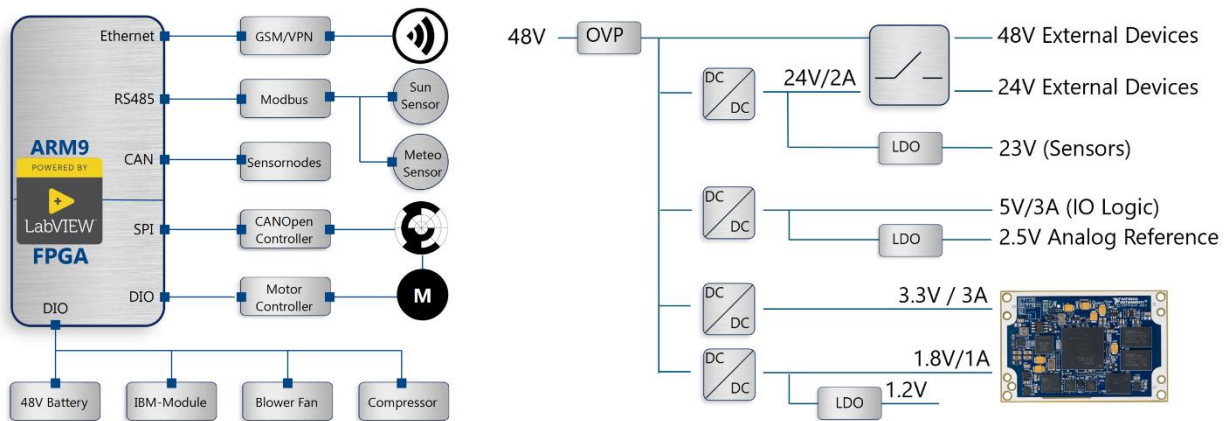 Ethernet
GSM/VPN
RS485
Modbus
Sun
Sensor
ARM9
POWERED BY
LabVIEW
FPGA
CAN
Sensornodes
Meteo
Sensor
SPI
CANOpen
Controller
DIO
Motor
Controller
M
DIO
48V Battery
IBM-Module
Blower Fan
Compressor
48V
OVP
48V External Devices
DC
DC
24V/2A
24V External Devices
LDO
23V (Sensors)
DC
DC
5V/3A (IO Logic)
LDO
2.5V Analog Reference
DC
DC
3.3V / 3A
DC
DC
1.8V/1A
LDO
1.2V